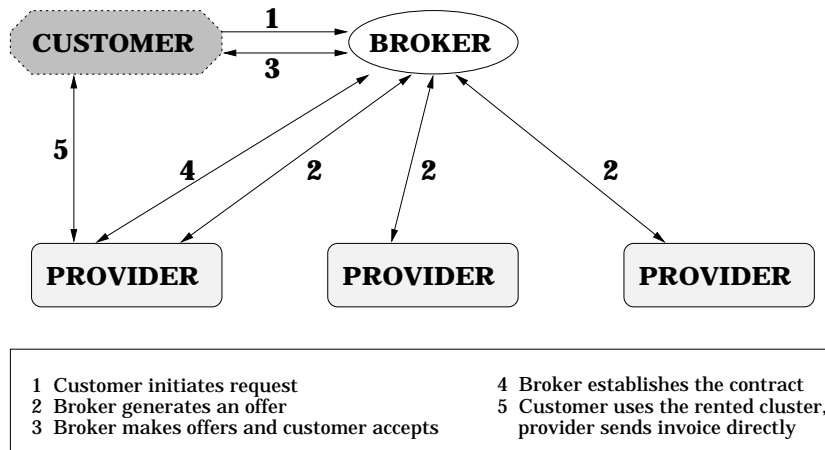 1
CUSTOMER
BROKER
3
5
4
2
2
2
PROVIDER
PROVIDER
PROVIDER
1 Customer initiates request
2 Broker generates an offer
3 Broker makes offers and customer accepts
4 Broker establishes the contract
5 Customer uses the rented cluster,
provider sends invoice directly